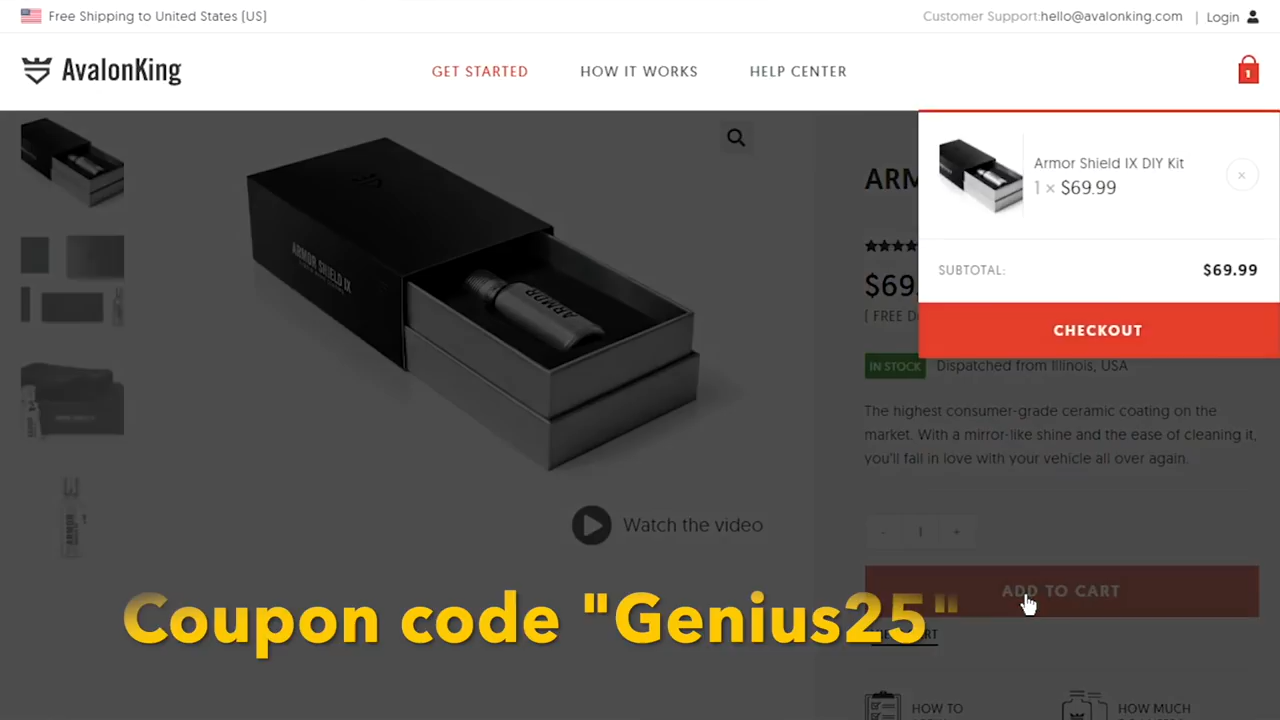 Free Shipping to United States (US)
Customer Support:hello@avalonking.com | Login
AvalonKing
GET STARTED
HOW IT WORKS
HELP CENTER
1
Armor Shield IX DIY Kit
1 × $69.99
SUBTOTAL:
$69.99
CHECKOUT
ARMOR SHIELD IX
ARMOR
ARM
$69.
[ FREE D
IN STOCK
Dispatched from Illinois, USA
The highest consumer-grade ceramic coating on the
market. With a mirror-like shine and the ease of cleaning it,
you'll fall in love with your vehicle all over again.
Watch the video
- 1 +
ADD TO CART
Coupon code "Genius25"
HOW TO
HOW MUCH